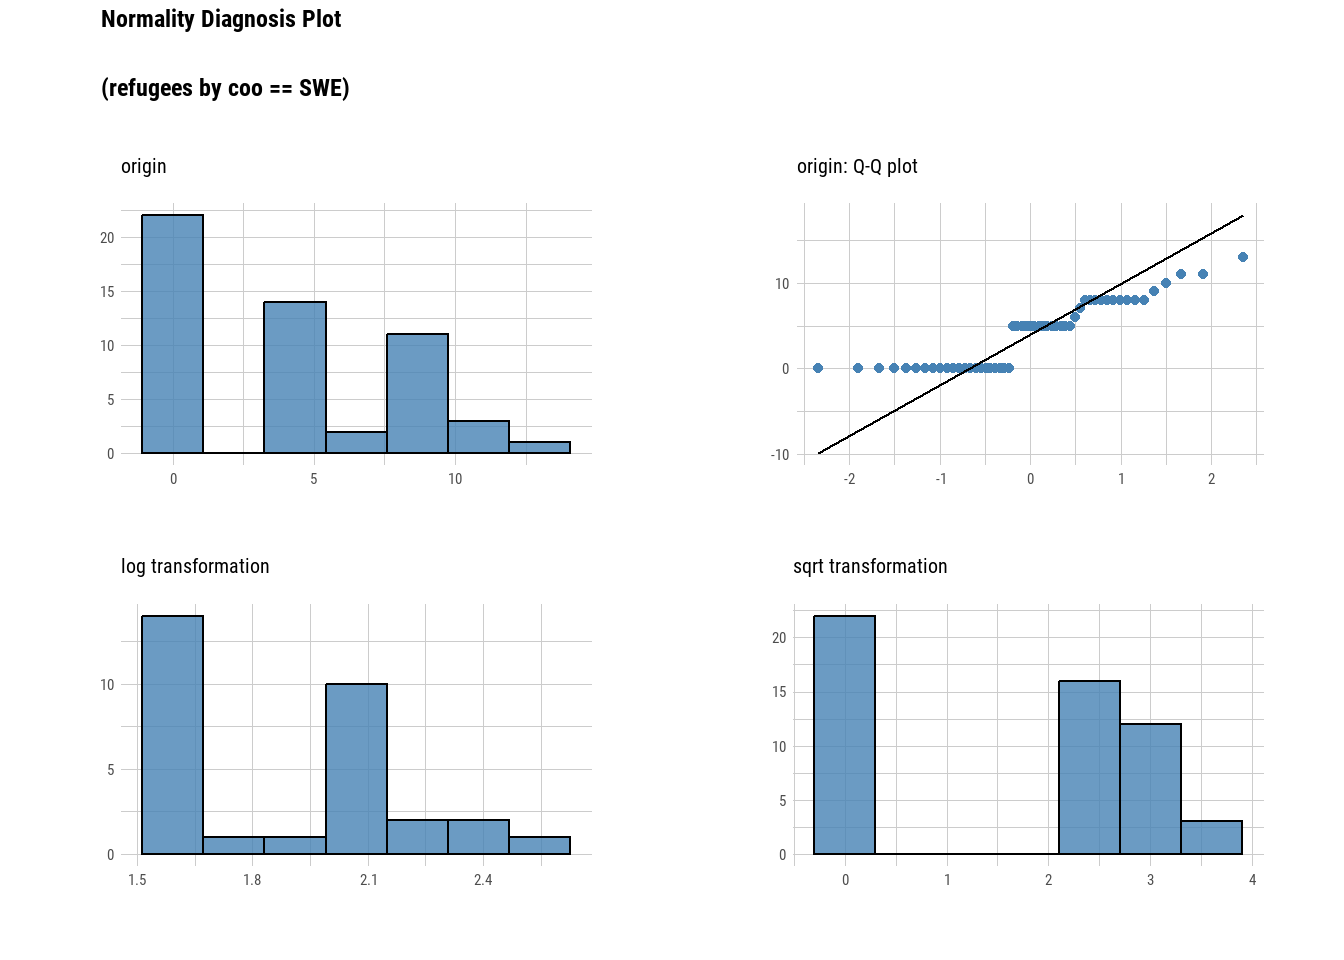 Normality Diagnosis Plot
(refugees by coo == SWE)
origin
20
15
10
5
0
0 5 10
origin: Q-Q plot
10
0
-10
-2 -1 0 1 2
log transformation
10
5
0
1.5 1.8 2.1 2.4
sqrt transformation
20
15
10
5
0
0 1 2 3 4